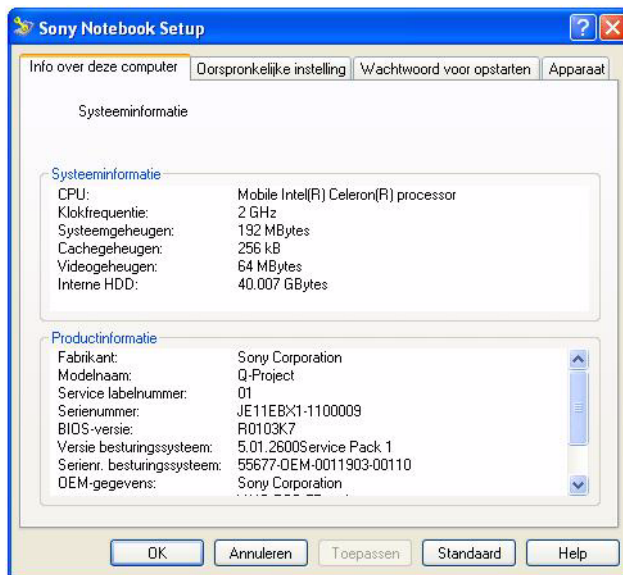 Sony Notebook Setup
Info over deze computer Oorspronkelijke instelling Wachtwoord voor opstarten Apparaat
Systeeminformatie
Systeeminformatie
CPU: Mobile Intel(R) Celeron(R) processor
Klokfrequentie: 2 GHz
Systeemgeheugen: 192 MBytes
Cachegeheugen: 256 kB
Videogeheugen: 64 MBytes
Interne HDD: 40.007 GBytes
Productinformatie
Fabrikant: Sony Corporation
Modelnaam: Q-Project
Service labelnummer: 01
Serienummer: JE11EBX1-1100009
BIOS-versie: R0103K7
Versie besturingssysteem: 5.01.2600Service Pack 1
Serienr. besturingssysteem: 55677-OEM-0011903-00110
OEM-gegevens: Sony Corporation
OK Annuleren Toepassen Standaard Help